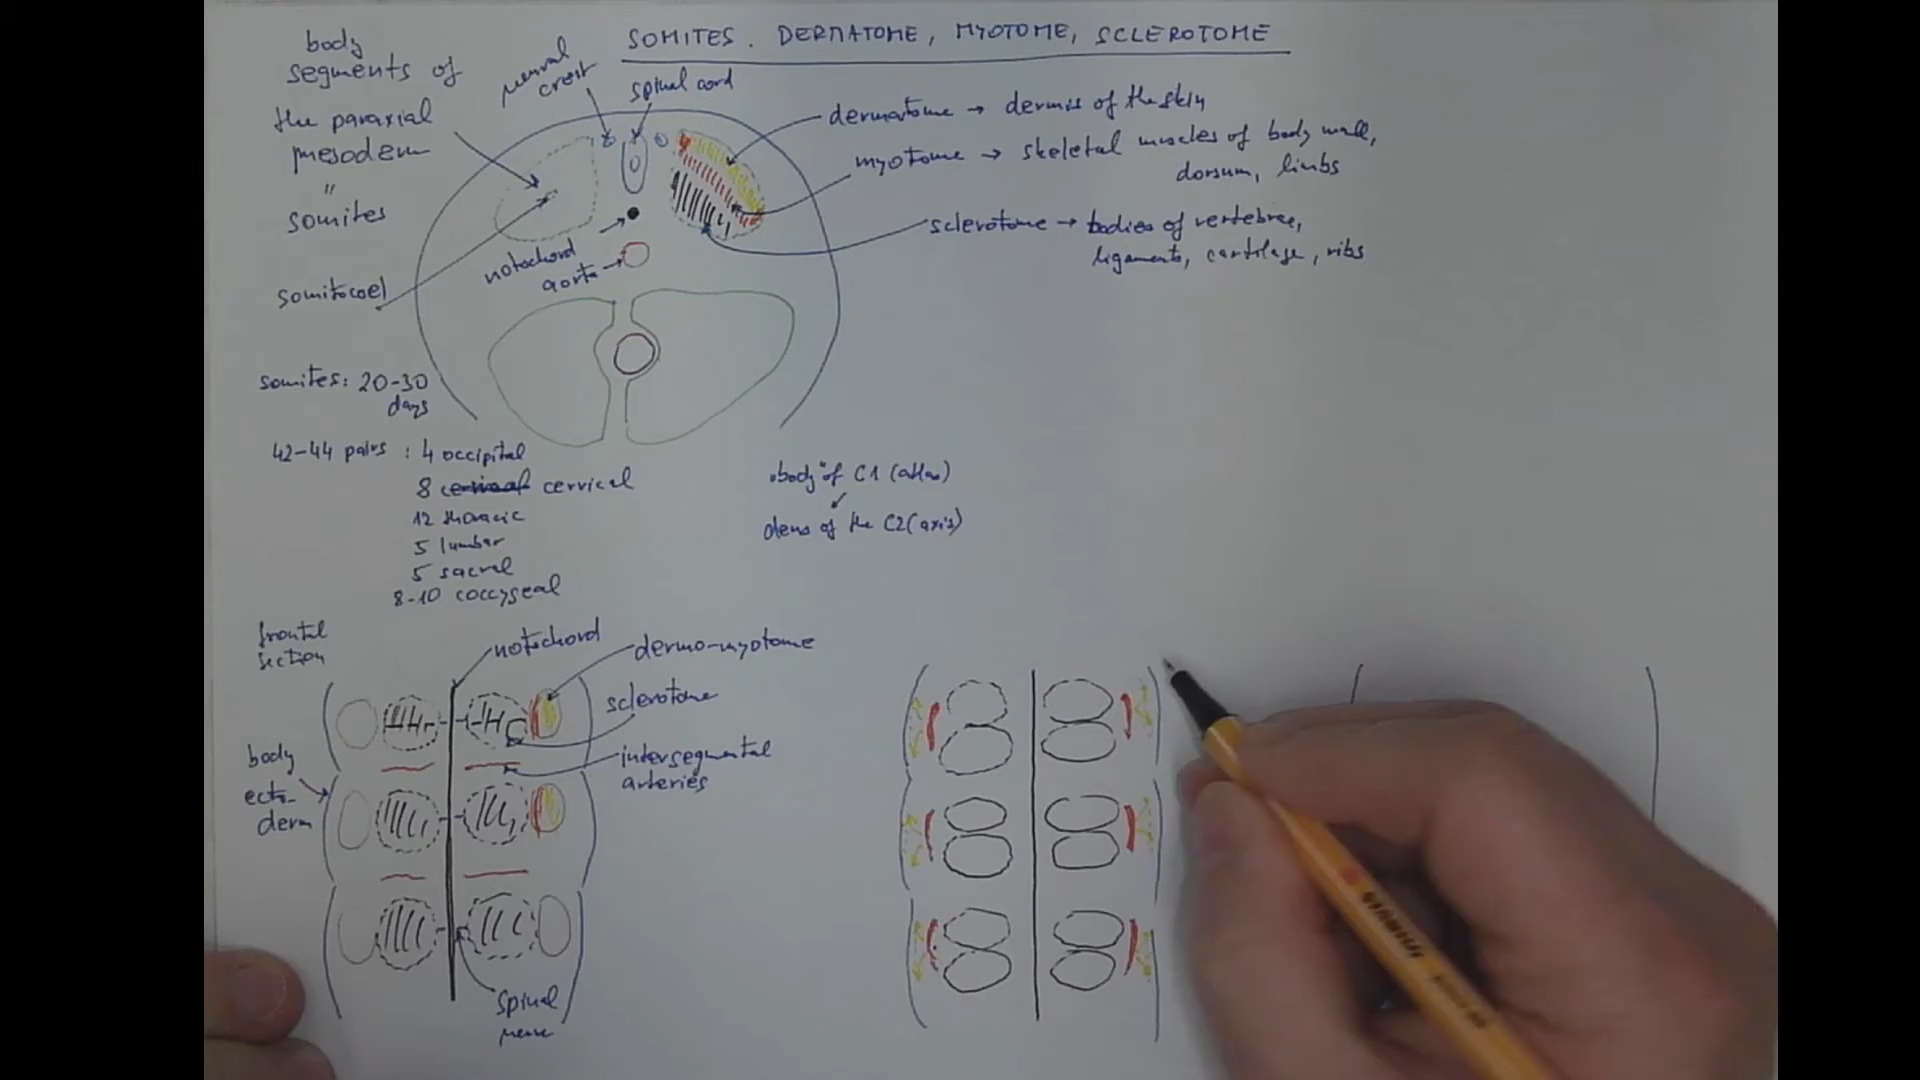 SOMITES. DERMATOME, MYOTOME, SCLEROTOME
body
segments of
the paraxial
mesoderm
"
somites
somitocoel
neural
crest
spinal cord
notochord
aorta
dermatome → dermis of the skin
myotome → skeletal muscles of body wall,
dorsum, limbs
sclerotome → bodies of vertebrae,
ligaments, cartilage, ribs
somites: 20-30
days
42-44 pairs : 4 occipital
8 cervical cervical
12 thoracic
5 lumbar
5 sacral
8-10 coccygeal
"body" of C1 (atlas)
dens of the C2 (axis)
frontal
section
notochord
dermo-myotome
sclerotome
intersegmental
arteries
body
ecto-
derm
spinal
nerve